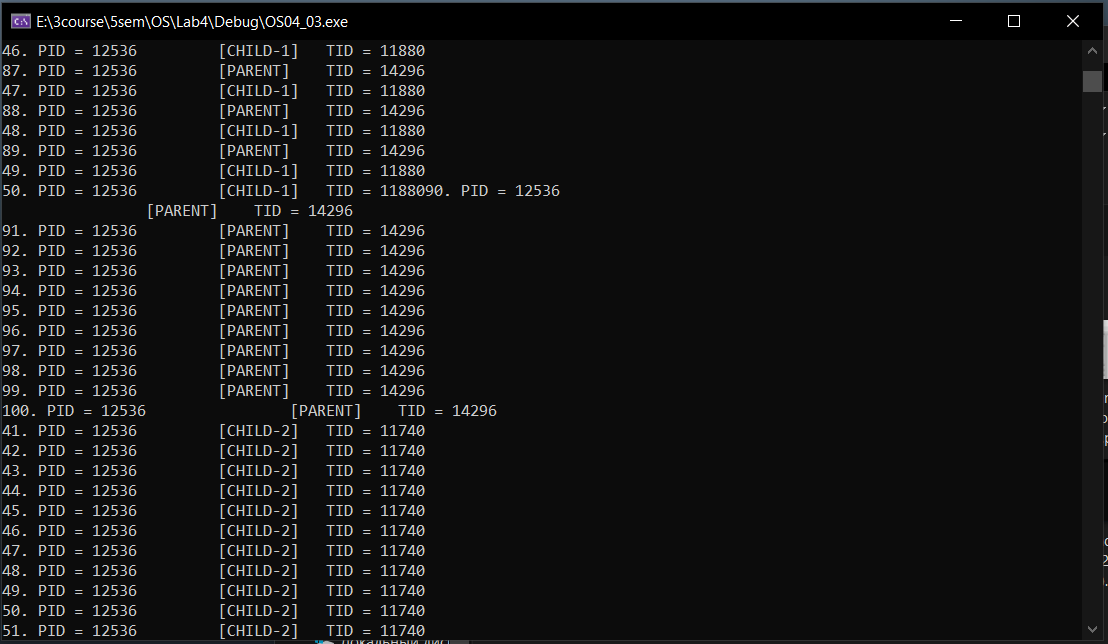 E:\3course\5sem\OS\Lab4\Debug\OS04_03.exe
46. PID = 12536         [CHILD-1]   TID = 11880
87. PID = 12536         [PARENT]    TID = 14296
47. PID = 12536         [CHILD-1]   TID = 11880
88. PID = 12536         [PARENT]    TID = 14296
48. PID = 12536         [CHILD-1]   TID = 11880
89. PID = 12536         [PARENT]    TID = 14296
49. PID = 12536         [CHILD-1]   TID = 11880
50. PID = 12536         [CHILD-1]   TID = 1188090. PID = 12536
                [PARENT]    TID = 14296
91. PID = 12536         [PARENT]    TID = 14296
92. PID = 12536         [PARENT]    TID = 14296
93. PID = 12536         [PARENT]    TID = 14296
94. PID = 12536         [PARENT]    TID = 14296
95. PID = 12536         [PARENT]    TID = 14296
96. PID = 12536         [PARENT]    TID = 14296
97. PID = 12536         [PARENT]    TID = 14296
98. PID = 12536         [PARENT]    TID = 14296
99. PID = 12536         [PARENT]    TID = 14296
100. PID = 12536                [PARENT]    TID = 14296
41. PID = 12536         [CHILD-2]   TID = 11740
42. PID = 12536         [CHILD-2]   TID = 11740
43. PID = 12536         [CHILD-2]   TID = 11740
44. PID = 12536         [CHILD-2]   TID = 11740
45. PID = 12536         [CHILD-2]   TID = 11740
46. PID = 12536         [CHILD-2]   TID = 11740
47. PID = 12536         [CHILD-2]   TID = 11740
48. PID = 12536         [CHILD-2]   TID = 11740
49. PID = 12536         [CHILD-2]   TID = 11740
50. PID = 12536         [CHILD-2]   TID = 11740
51. PID = 12536         [CHILD-2]   TID = 11740